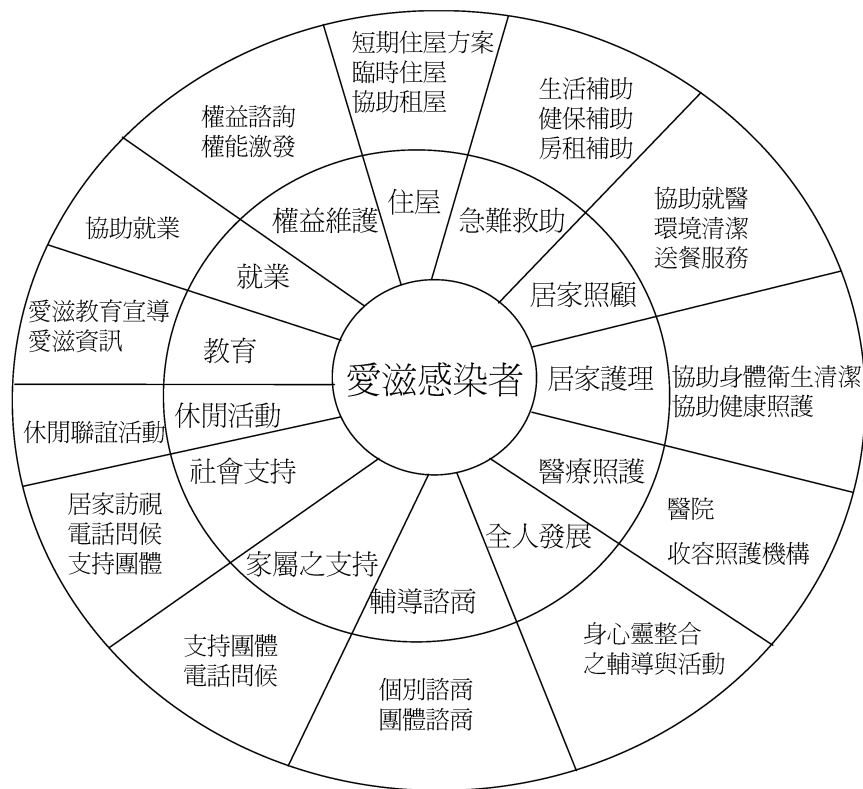 愛滋感染者
住屋
短期住屋方案
臨時住屋
協助租屋
急難救助
生活補助
健保補助
房租補助
居家照顧
協助就醫
環境清潔
送餐服務
居家護理
協助身體衛生清潔
協助健康照護
醫療照護
醫院
收容照護機構
全人發展
身心靈整合
之輔導與活動
輔導諮商
個別諮商
團體諮商
家屬之支持
支持團體
電話問候
社會支持
居家訪視
電話問候
支持團體
休閒活動
休閒聯誼活動
教育
愛滋教育宣導
愛滋資訊
就業
協助就業
權益維護
權益諮詢
權能激發